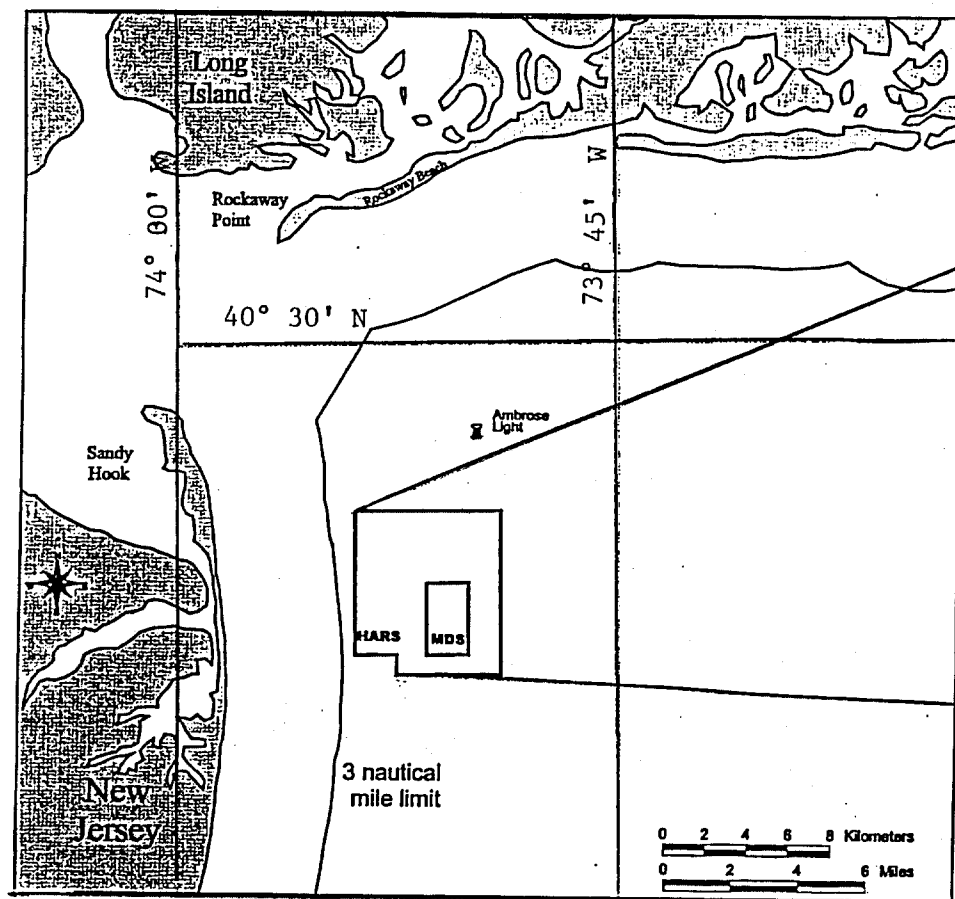 Long
Island
Rockaway Beach
Rockaway
Point
74° 00' W
73° 45' W
40° 30' N
Ambrose
Light
Sandy
Hook
HARS
MDS
3 nautical
mile limit
New
Jersey
0 2 4 6 8 Kilometers
0 2 4 6 Miles